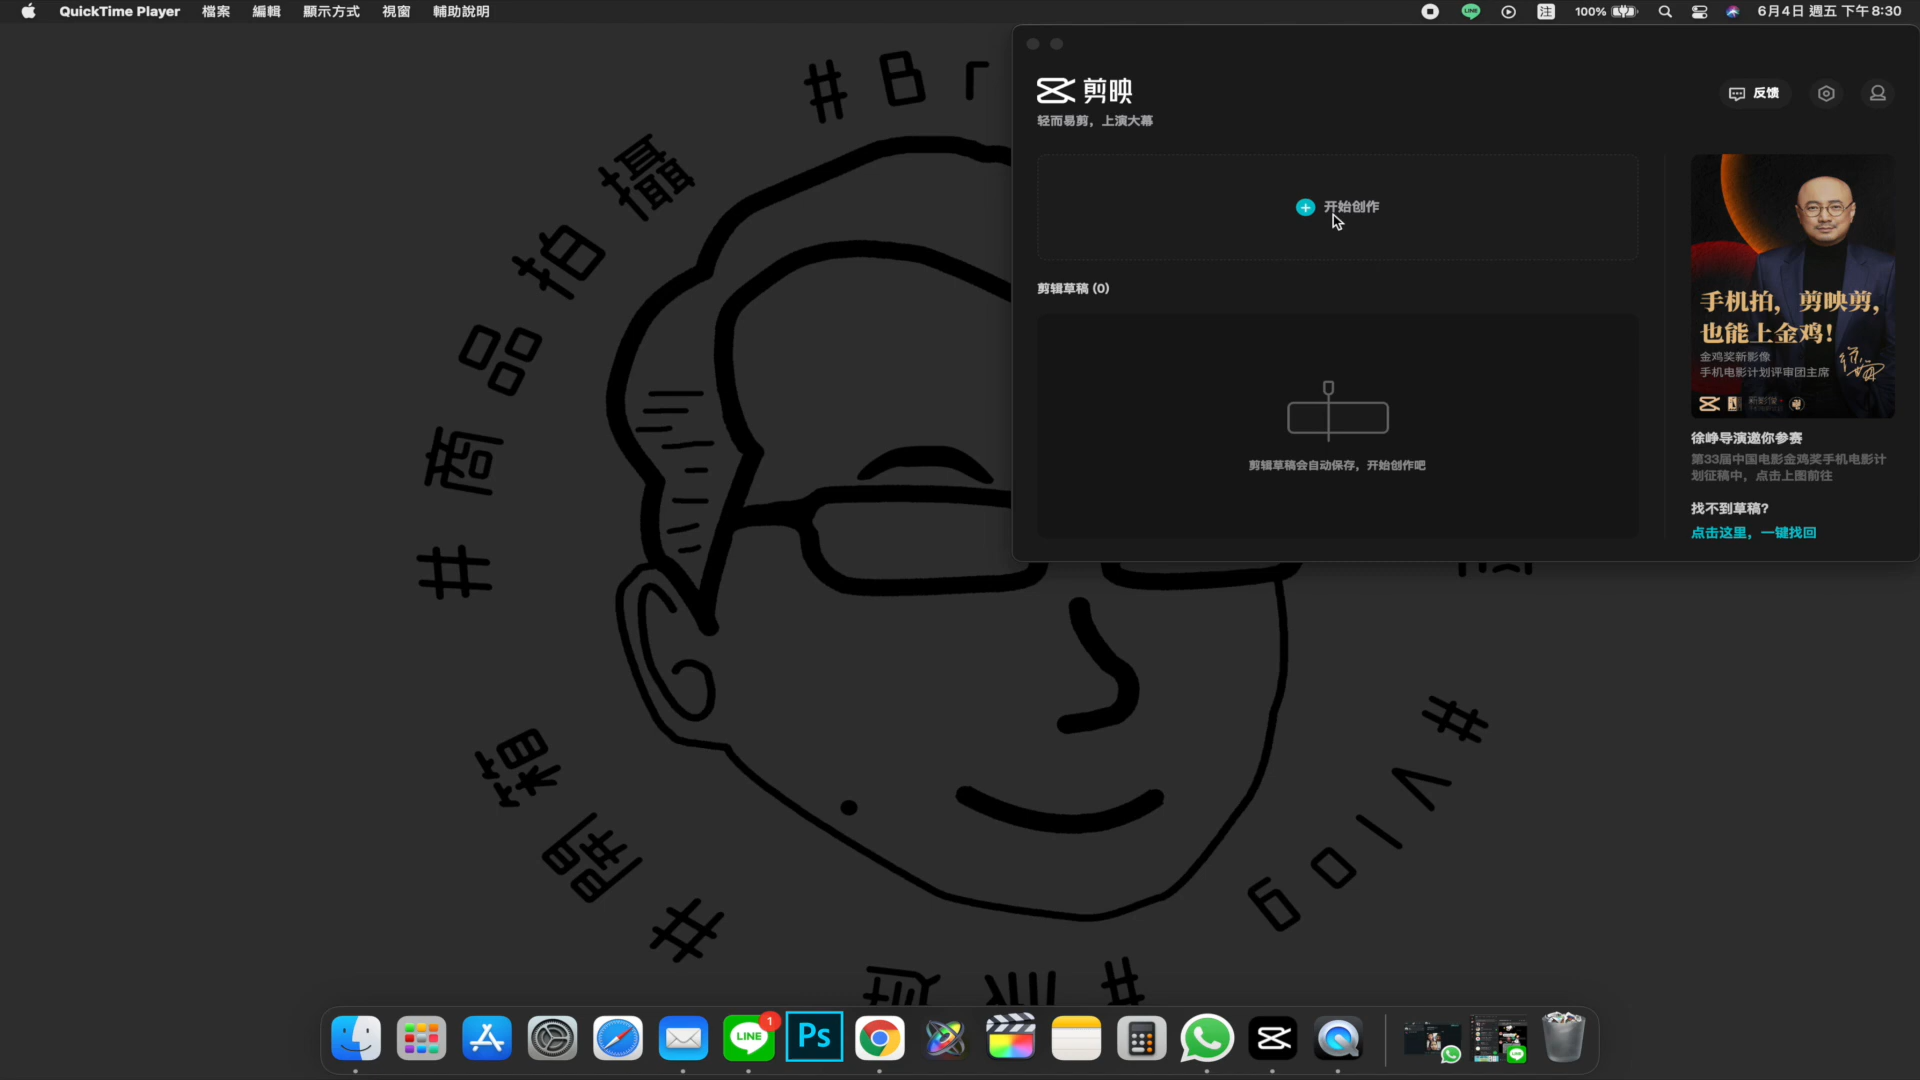 QuickTime Player 檔案 編輯 顯示方式 視窗 輔助說明
LINE 注 100% 6月4日 週五 下午8:30
剪映
轻而易剪，上演大幕
反馈
开始创作
剪辑草稿 (0)
剪辑草稿会自动保存，开始创作吧
手机拍，剪映剪，
也能上金鸡！
金鸡奖新影像
手机电影计划评审团主席
徐峥导演邀你参赛
第33届中国电影金鸡奖手机电影计
划征稿中，点击上图前往
找不到草稿?
点击这里，一键找回
#Br
#商品拍攝
#開箱
#Vlog
LINE
1
Ps